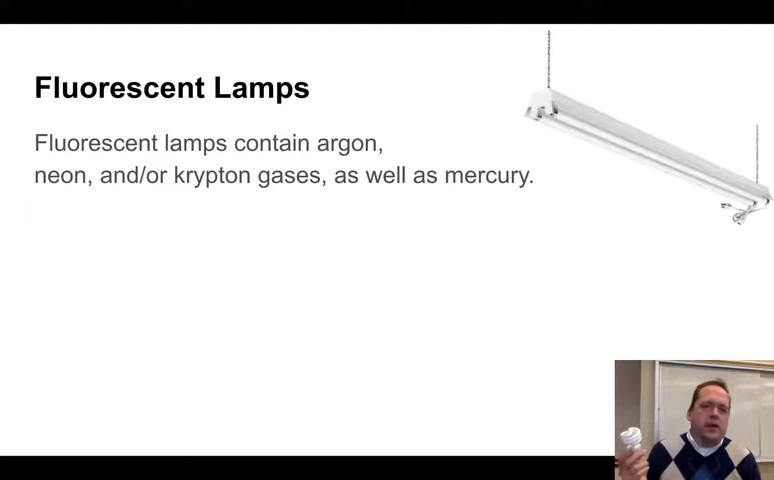 Fluorescent Lamps
Fluorescent lamps contain argon,
neon, and/or krypton gases, as well as mercury.